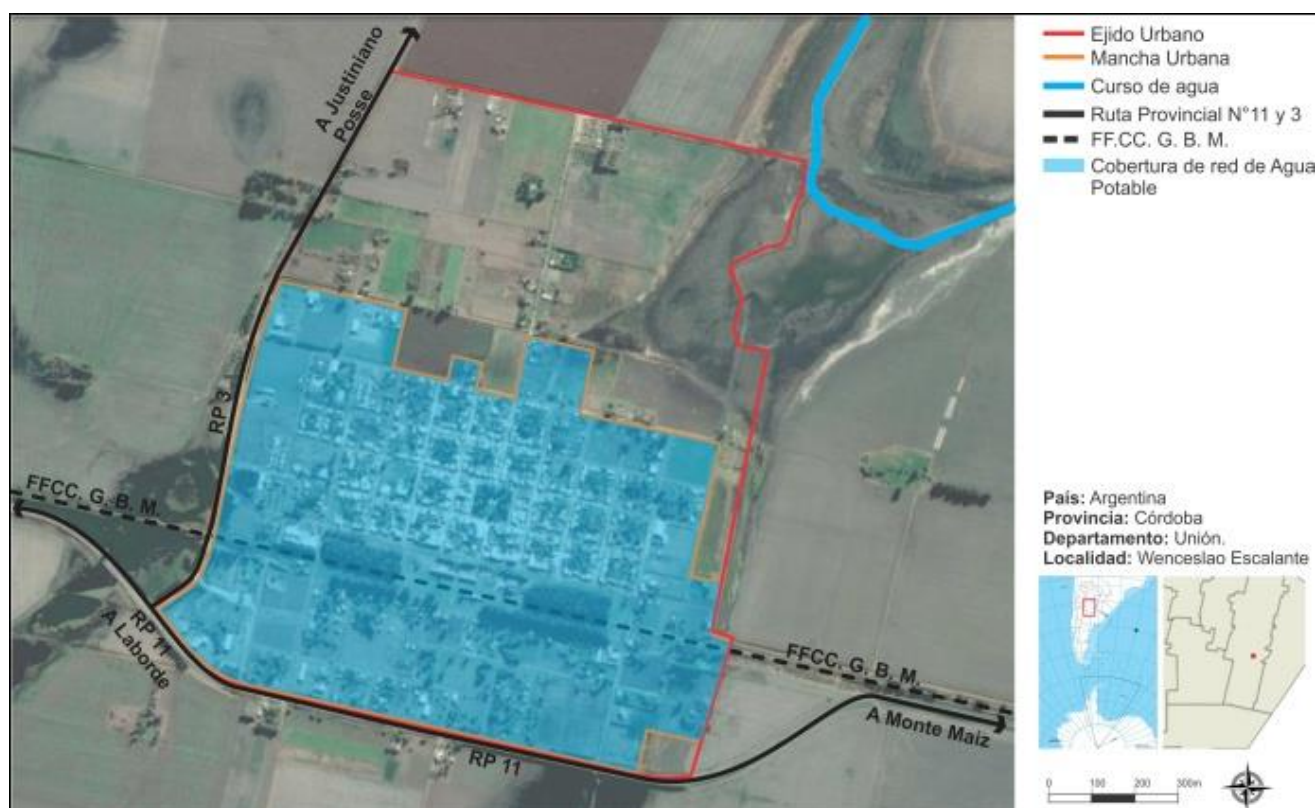 Ejido Urbano
Mancha Urbana
Curso de agua
Ruta Provincial N°11 y 3
FF.CC. G. B. M.
Cobertura de red de Agua
Potable
A Justiniano
Posse
RP 3
FFCC. G. B. M.
RP 11
A Laborde
RP 11
FFCC. G. B. M.
A Monte Maiz
País: Argentina
Provincia: Córdoba
Departamento: Unión.
Localidad: Wenceslao Escalante
0 100 200 300m